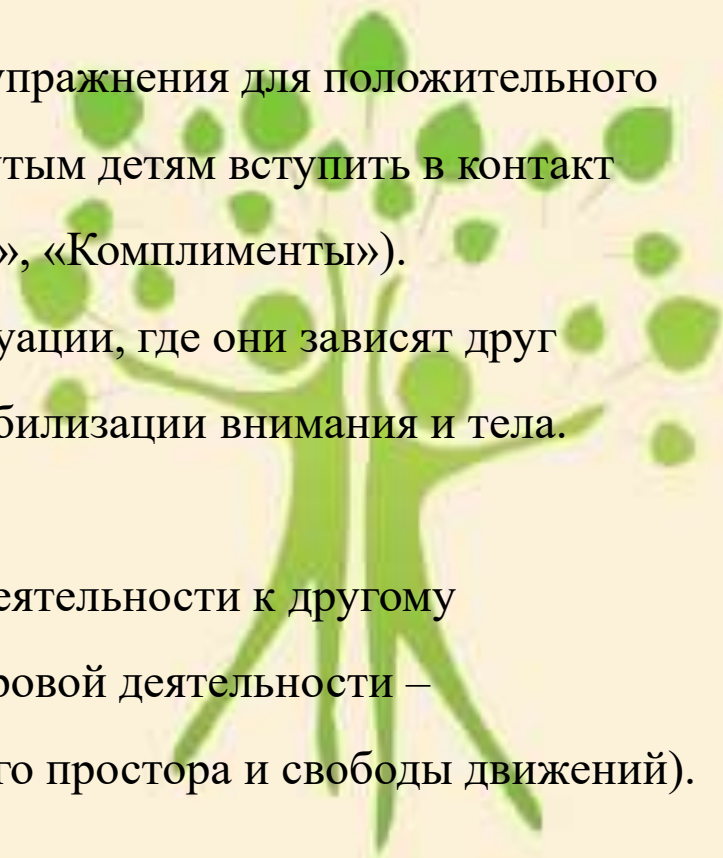 упражнения для положительного
тым детям вступить в контакт
», «Комплименты»).
уации, где они зависят друг
билизации внимания и тела.
еятельности к другому
ровой деятельности –
го простора и свободы движений).